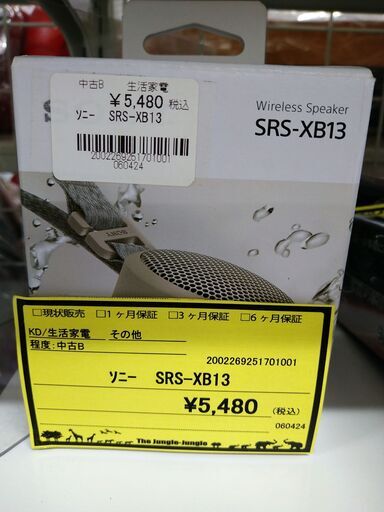 中古B 生活家電
¥5,480 税込
ソニー SRS-XB13
2002269251701001
060424
Wireless Speaker
SRS-XB13
SONY
□現状販売 □1ヶ月保証 □3ヶ月保証 □6ヶ月保証
KD/生活家電 その他
程度:中古B
2002269251701001
ソニー SRS-XB13
¥5,480 (税込)
060424
The Jungle-Jungle